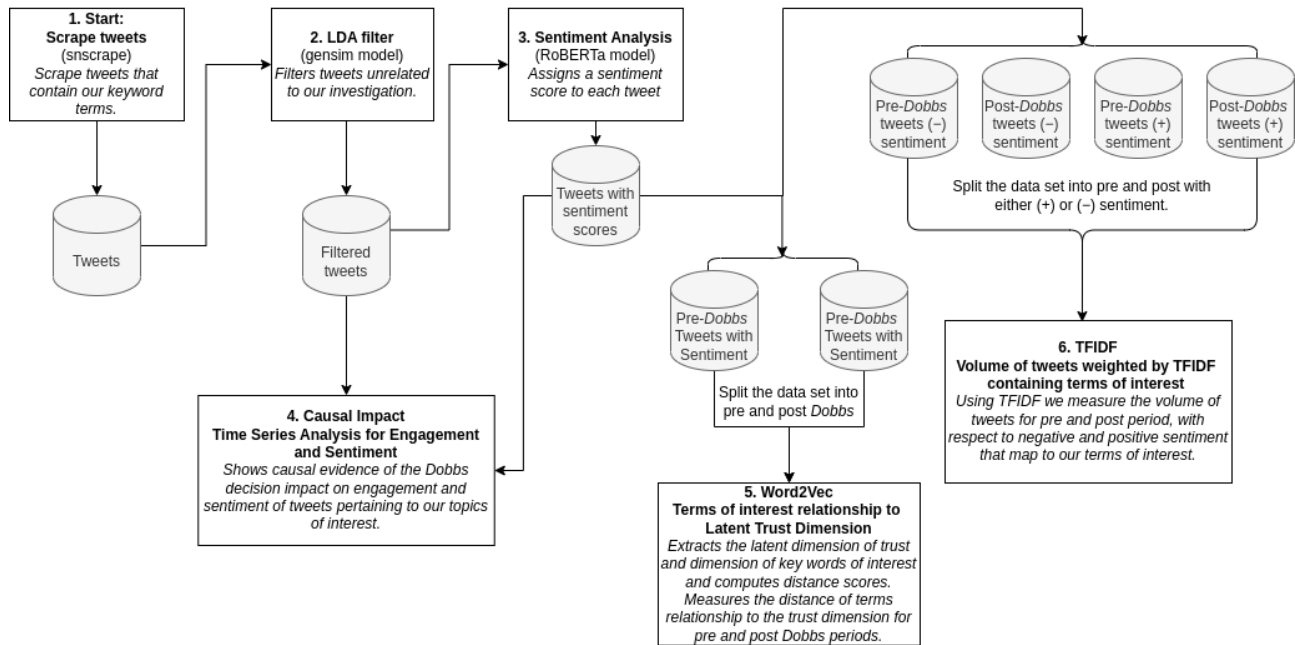 1. Start:
Scrape tweets
(snscrape)
Scrape tweets that
contain our keyword
terms.
Tweets
2. LDA filter
(gensim model)
Filters tweets unrelated
to our investigation.
Filtered
tweets
3. Sentiment Analysis
(RoBERTa model)
Assigns a sentiment
score to each tweet
Tweets with
sentiment
scores
4. Causal Impact
Time Series Analysis for Engagement
and Sentiment
Shows causal evidence of the Dobbs
decision impact on engagement and
sentiment of tweets pertaining to our topics
of interest.
Pre-Dobbs
Tweets with
Sentiment
Pre-Dobbs
Tweets with
Sentiment
Split the data set into
pre and post Dobbs
5. Word2Vec
Terms of interest relationship to
Latent Trust Dimension
Extracts the latent dimension of trust
and dimension of key words of interest
and computes distance scores.
Measures the distance of terms
relationship to the trust dimension for
pre and post Dobbs periods.
Pre-Dobbs
tweets (−)
sentiment
Post-Dobbs
tweets (−)
sentiment
Pre-Dobbs
tweets (+)
sentiment
Post-Dobbs
tweets (+)
sentiment
Split the data set into pre and post with
either (+) or (−) sentiment.
6. TFIDF
Volume of tweets weighted by TFIDF
containing terms of interest
Using TFIDF we measure the volume of
tweets for pre and post period, with
respect to negative and positive sentiment
that map to our terms of interest.